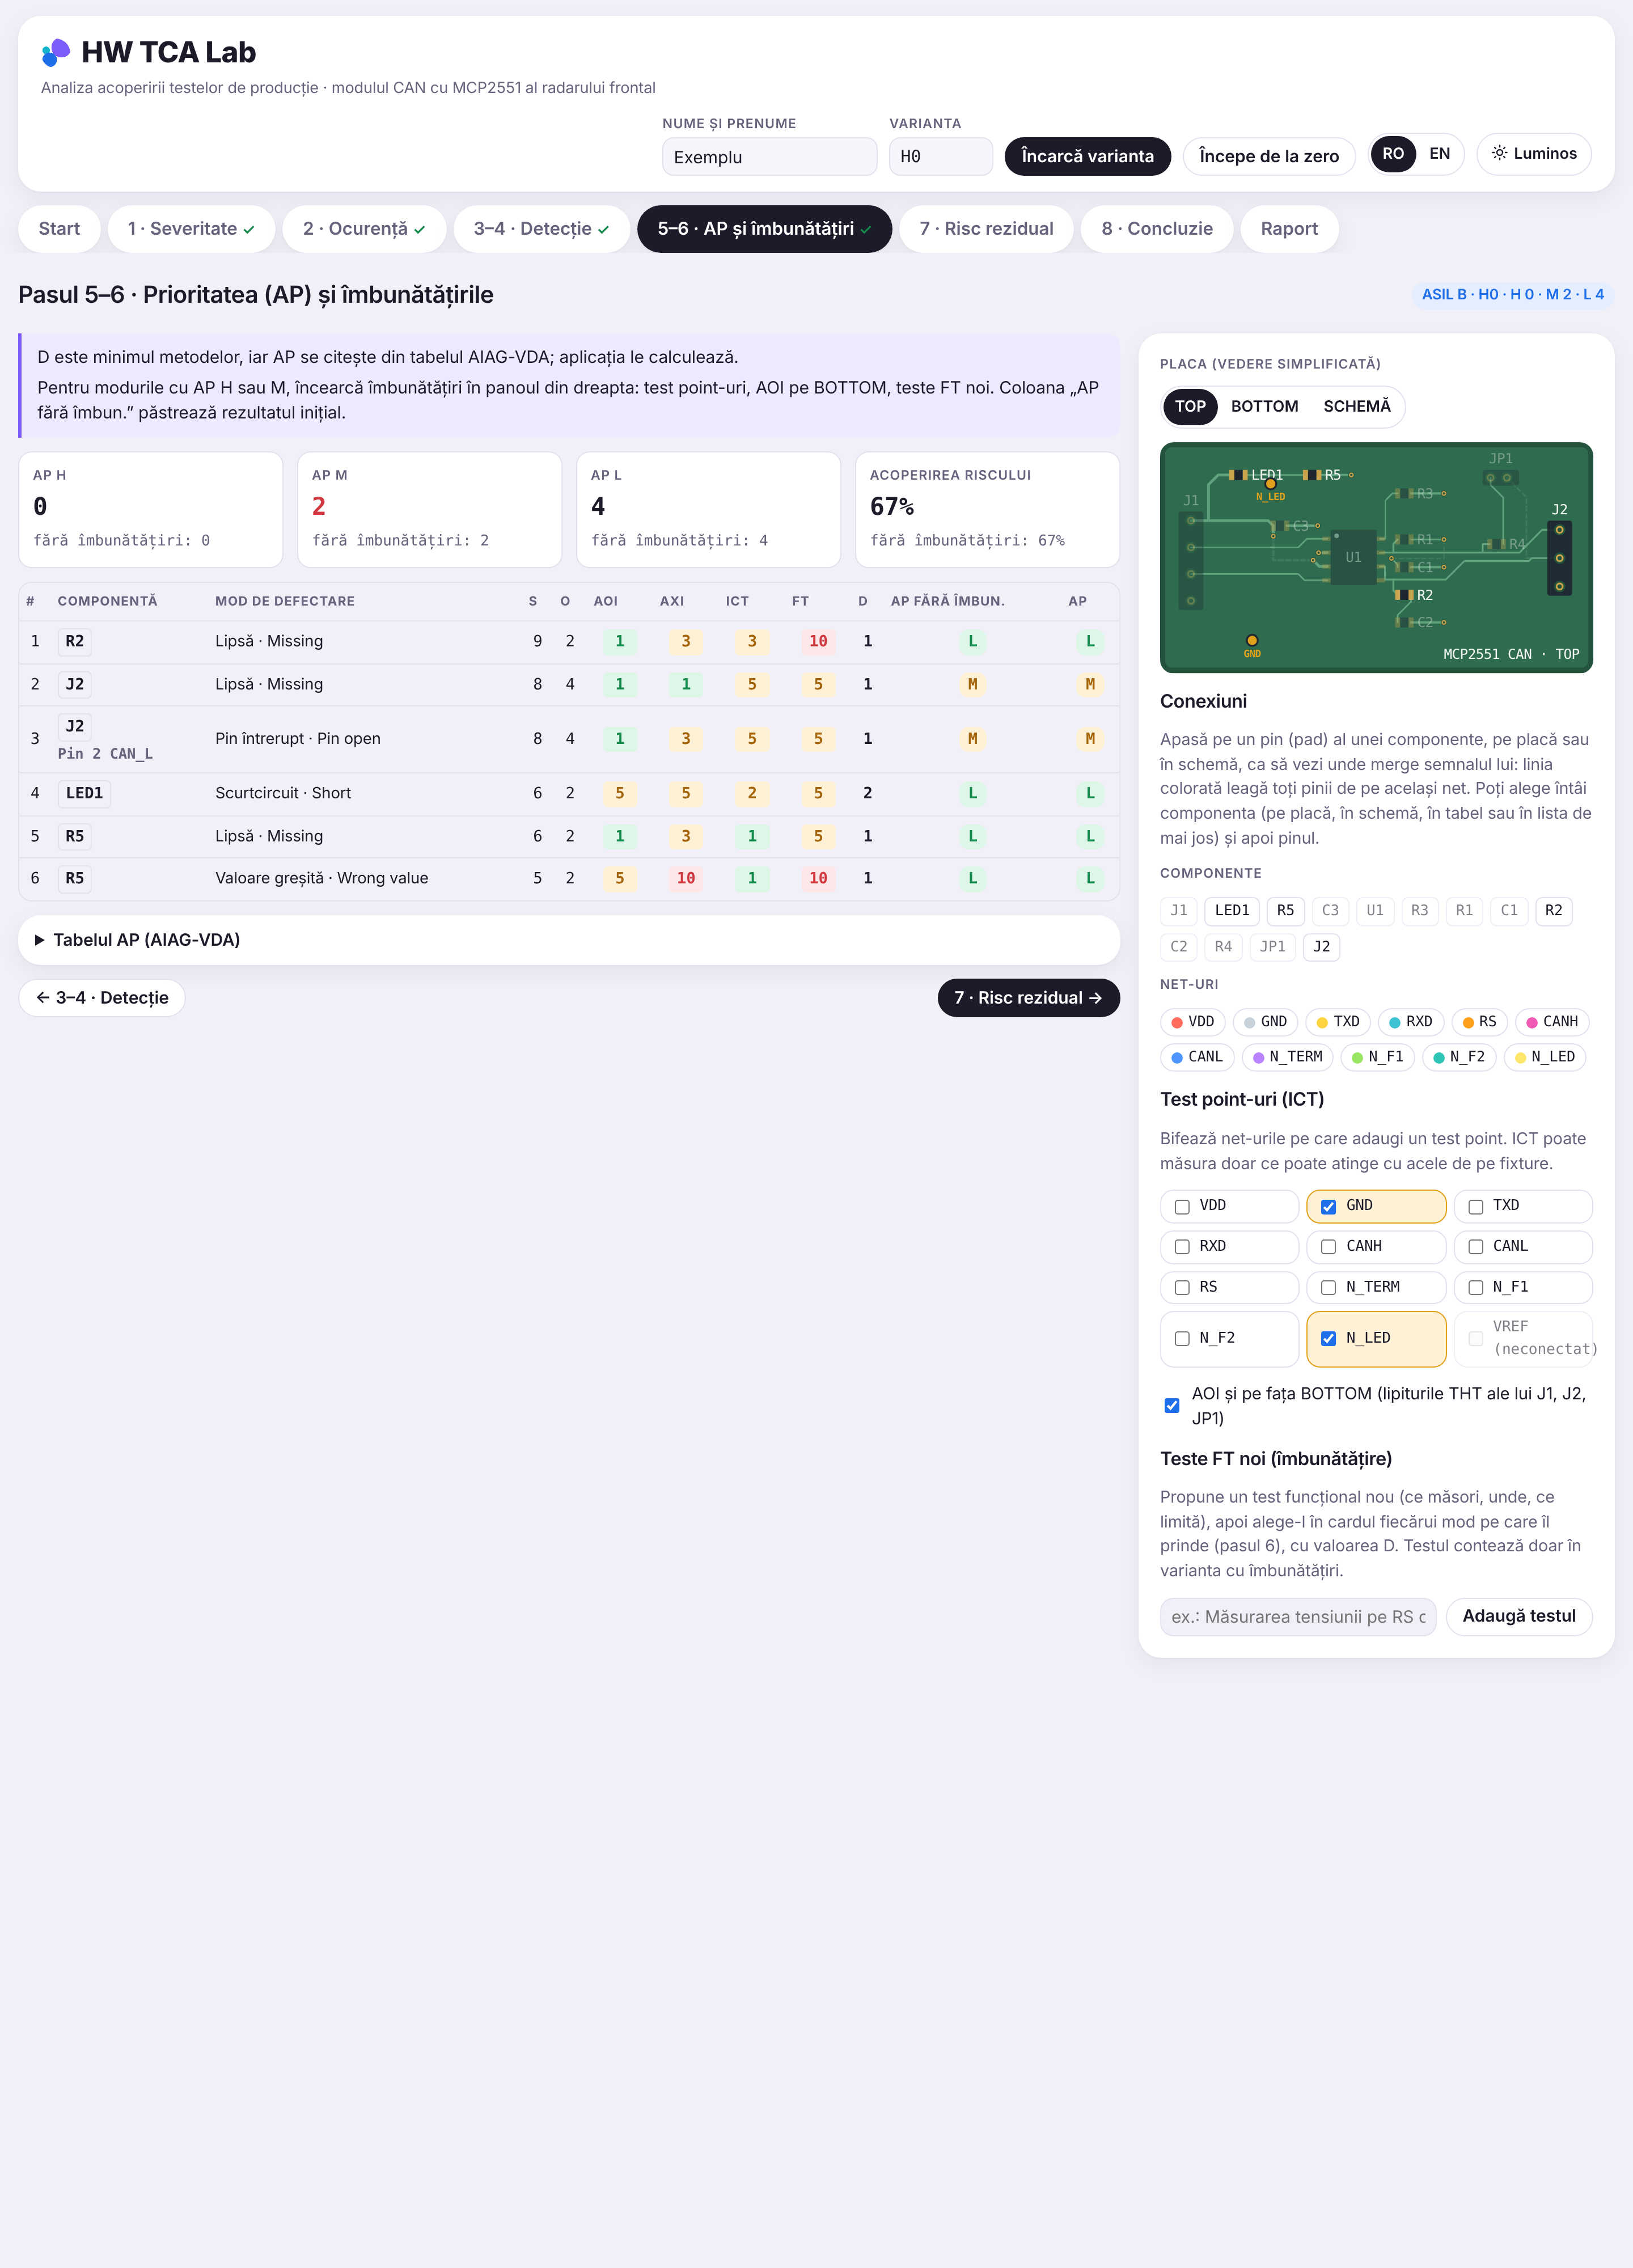 HW TCA Lab
Analiza acoperirii testelor de producție · modulul CAN cu MCP2551 al radarului frontal
NUME ȘI PRENUME
VARIANTA
Exemplu
H0
Încarcă varianta
Începe de la zero
RO
EN
Luminos
Start
1 · Severitate ✓
2 · Ocurență ✓
3–4 · Detecție ✓
5–6 · AP și îmbunătățiri ✓
7 · Risc rezidual
8 · Concluzie
Raport
Pasul 5–6 · Prioritatea (AP) și îmbunătățirile
ASIL B · H0 · H 0 · M 2 · L 4
D este minimul metodelor, iar AP se citește din tabelul AIAG-VDA; aplicația le calculează.
Pentru modurile cu AP H sau M, încearcă îmbunătățiri în panoul din dreapta: test point-uri, AOI pe BOTTOM, teste FT noi. Coloana „AP
fără îmbun.” păstrează rezultatul inițial.
AP H
0
fără îmbunătățiri: 0
AP M
2
fără îmbunătățiri: 2
AP L
4
fără îmbunătățiri: 4
ACOPERIREA RISCULUI
67%
fără îmbunătățiri: 67%
# COMPONENTĂ MOD DE DEFECTARE S O AOI AXI ICT FT D AP FĂRĂ ÎMBUN. AP
1 R2 Lipsă · Missing 9 2 1 3 3 10 1 L L
2 J2 Lipsă · Missing 8 4 1 1 5 5 1 M M
3 J2 Pin 2 CAN_L Pin întrerupt · Pin open 8 4 1 3 5 5 1 M M
4 LED1 Scurtcircuit · Short 6 2 5 5 2 5 2 L L
5 R5 Lipsă · Missing 6 2 1 3 1 5 1 L L
6 R5 Valoare greșită · Wrong value 5 2 5 10 1 10 1 L L
▶ Tabelul AP (AIAG-VDA)
← 3–4 · Detecție
7 · Risc rezidual →
PLACA (VEDERE SIMPLIFICATĂ)
TOP
BOTTOM
SCHEMĂ
JP1
LED1
R5
N_LED
R3
J1
J2
C3
R1
R4
U1
C1
R2
C2
GND
MCP2551 CAN · TOP
Conexiuni
Apasă pe un pin (pad) al unei componente, pe placă sau
în schemă, ca să vezi unde merge semnalul lui: linia
colorată leagă toți pinii de pe același net. Poți alege întâi
componenta (pe placă, în schemă, în tabel sau în lista de
mai jos) și apoi pinul.
COMPONENTE
J1 LED1 R5 C3 U1 R3 R1 C1 R2
C2 R4 JP1 J2
NET-URI
VDD GND TXD RXD RS CANH
CANL N_TERM N_F1 N_F2 N_LED
Test point-uri (ICT)
Bifează net-urile pe care adaugi un test point. ICT poate
măsura doar ce poate atinge cu acele de pe fixture.
VDD GND TXD
RXD CANH CANL
RS N_TERM N_F1
N_F2 N_LED VREF
(neconectat)
AOI și pe fața BOTTOM (lipiturile THT ale lui J1, J2,
JP1)
Teste FT noi (îmbunătățire)
Propune un test funcțional nou (ce măsori, unde, ce
limită), apoi alege-l în cardul fiecărui mod pe care îl
prinde (pasul 6), cu valoarea D. Testul contează doar în
varianta cu îmbunătățiri.
ex.: Măsurarea tensiunii pe RS c
Adaugă testul